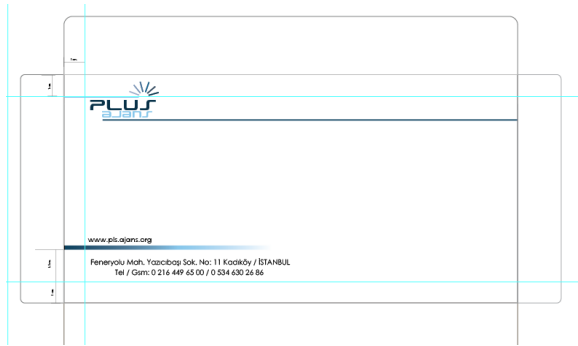 PLUS
ajans
www.pls.ajans.org
Feneryolu Mah. Yazıcıbaşı Sok. No: 11 Kadıköy / İSTANBUL
Tel / Gsm: 0 216 449 65 00 / 0 534 630 26 86